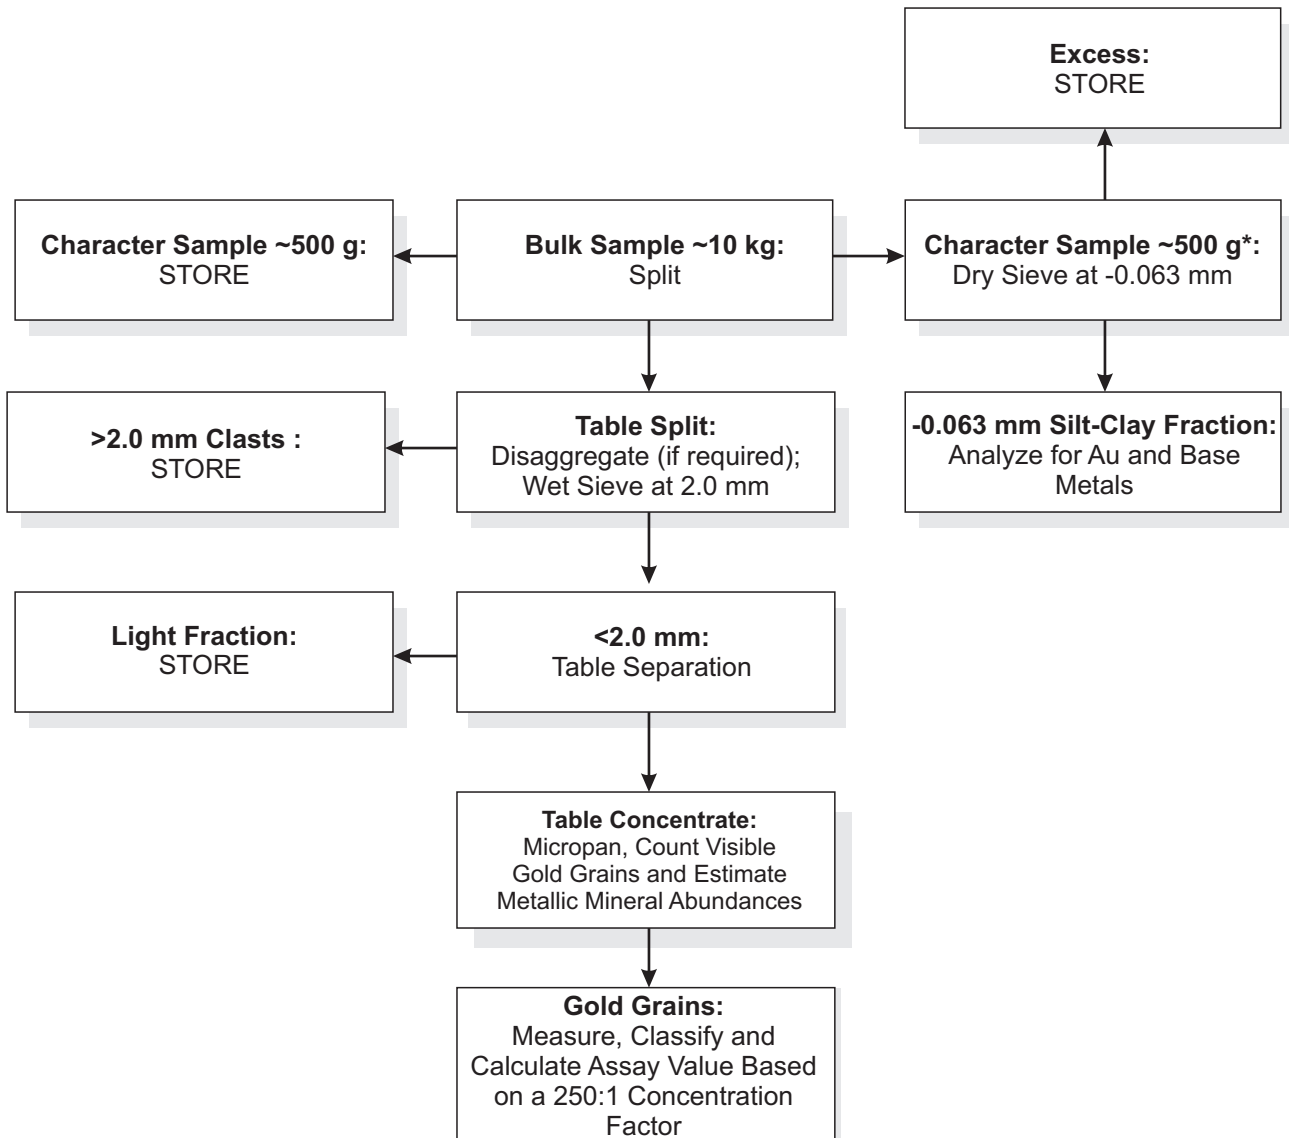 Excess:
STORE
Character Sample ~500 g:
STORE
Bulk Sample ~10 kg:
Split
Character Sample ~500 g*:
Dry Sieve at -0.063 mm
>2.0 mm Clasts :
STORE
Table Split:
Disaggregate (if required);
Wet Sieve at 2.0 mm
-0.063 mm Silt-Clay Fraction:
Analyze for Au and Base
Metals
Light Fraction:
STORE
<2.0 mm:
Table Separation
Table Concentrate:
Micropan, Count Visible
Gold Grains and Estimate
Metallic Mineral Abundances
Gold Grains:
Measure, Classify and
Calculate Assay Value Based
on a 250:1 Concentration
Factor